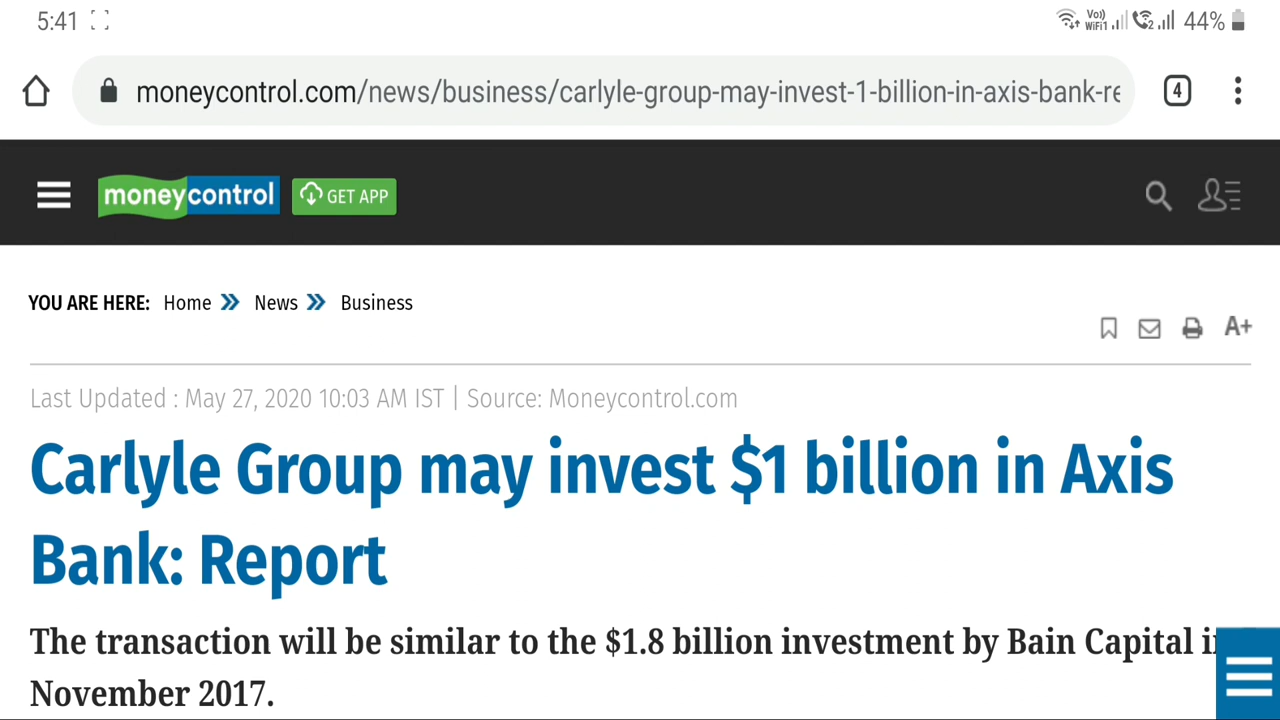 5:41 Vo)) WiFi1 2 44%
moneycontrol.com/news/business/carlyle-group-may-invest-1-billion-in-axis-bank-re
4
moneycontrol GET APP
YOU ARE HERE: Home News Business
A+
Last Updated : May 27, 2020 10:03 AM IST | Source: Moneycontrol.com
Carlyle Group may invest $1 billion in Axis
Bank: Report
The transaction will be similar to the $1.8 billion investment by Bain Capital in
November 2017.